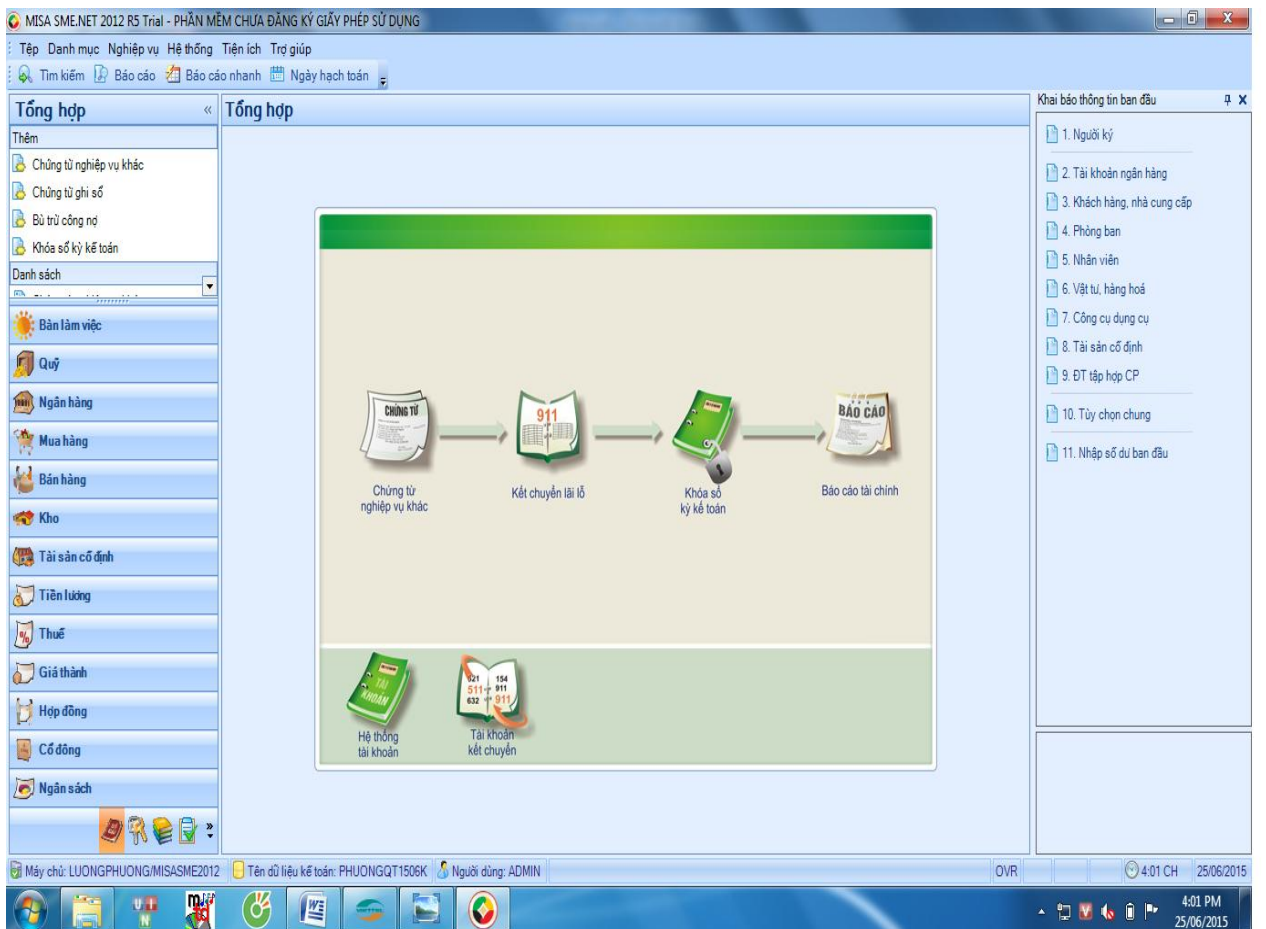 MISA SME.NET 2012 R5 Trial - PHẦN MỀM CHƯA ĐĂNG KÝ GIẤY PHÉP SỬ DỤNG
Tệp Danh mục Nghiệp vụ Hệ thống Tiện ích Trợ giúp
Tìm kiếm Báo cáo Báo cáo nhanh Ngày hạch toán
Tổng hợp
Thêm
Chứng từ nghiệp vụ khác
Chứng từ ghi sổ
Bù trừ công nợ
Khóa sổ kỳ kế toán
Danh sách
Bàn làm việc
Quỹ
Ngân hàng
Mua hàng
Bán hàng
Kho
Tài sản cố định
Tiền lương
Thuế
Giá thành
Hợp đồng
Cổ đông
Ngân sách
Tổng hợp
CHỨNG TỪ
911
BÁO CÁO
Chứng từ
nghiệp vụ khác
Kết chuyển lãi lỗ
Khóa sổ
kỳ kế toán
Báo cáo tài chính
TÀI
KHOẢN
521 154
511 911
632 911
Hệ thống
tài khoản
Tài khoản
kết chuyển
Khai báo thông tin ban đầu
1. Người ký
2. Tài khoản ngân hàng
3. Khách hàng, nhà cung cấp
4. Phòng ban
5. Nhân viên
6. Vật tư, hàng hoá
7. Công cụ dụng cụ
8. Tài sản cố định
9. ĐT tập hợp CP
10. Tùy chọn chung
11. Nhập số dư ban đầu
Máy chủ: LUONGPHUONG/MISASME2012 Tên dữ liệu kế toán: PHUONGQT1506K Người dùng: ADMIN OVR 4:01 CH 25/06/2015
4:01 PM
25/06/2015